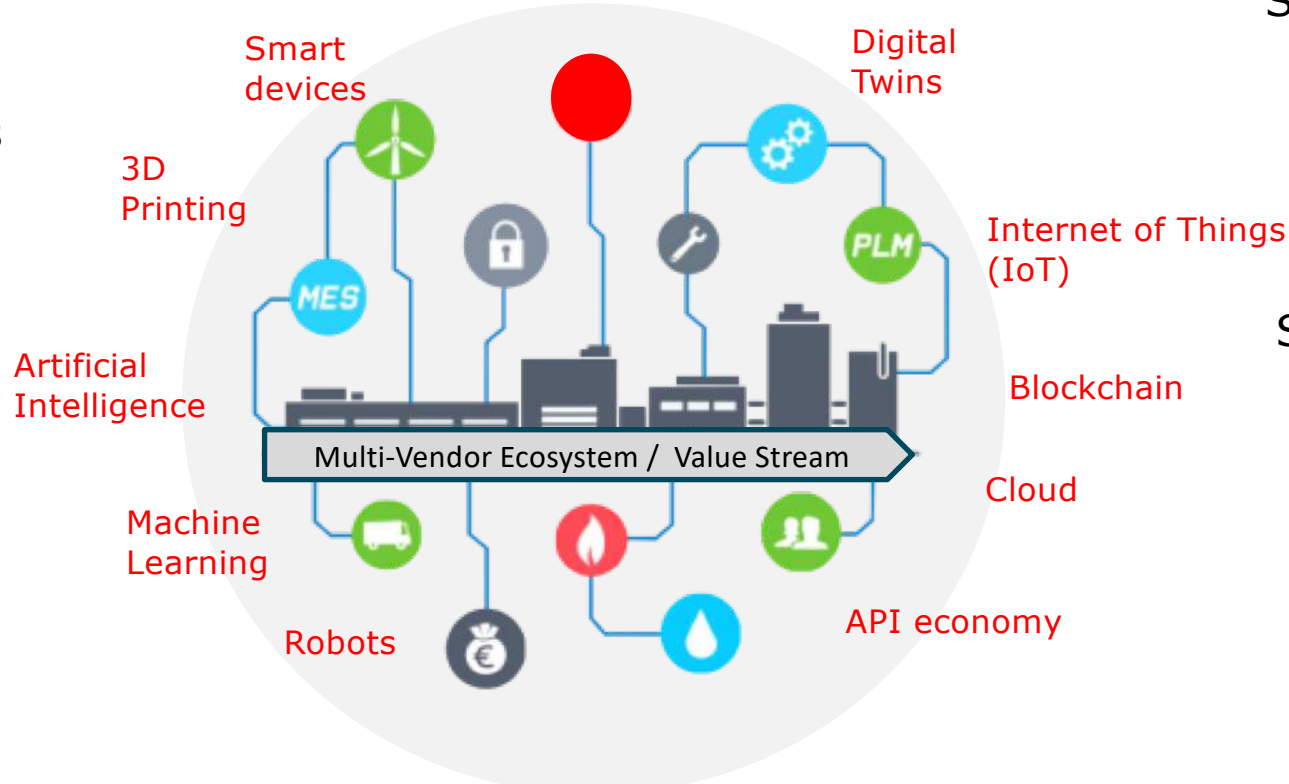 Smart
devices
Digital
Twins
3D
Printing
PLM
Internet of Things
(IoT)
MES
Artificial
Intelligence
Blockchain
Multi-Vendor Ecosystem / Value Stream
Cloud
Machine
Learning
API economy
Robots
€